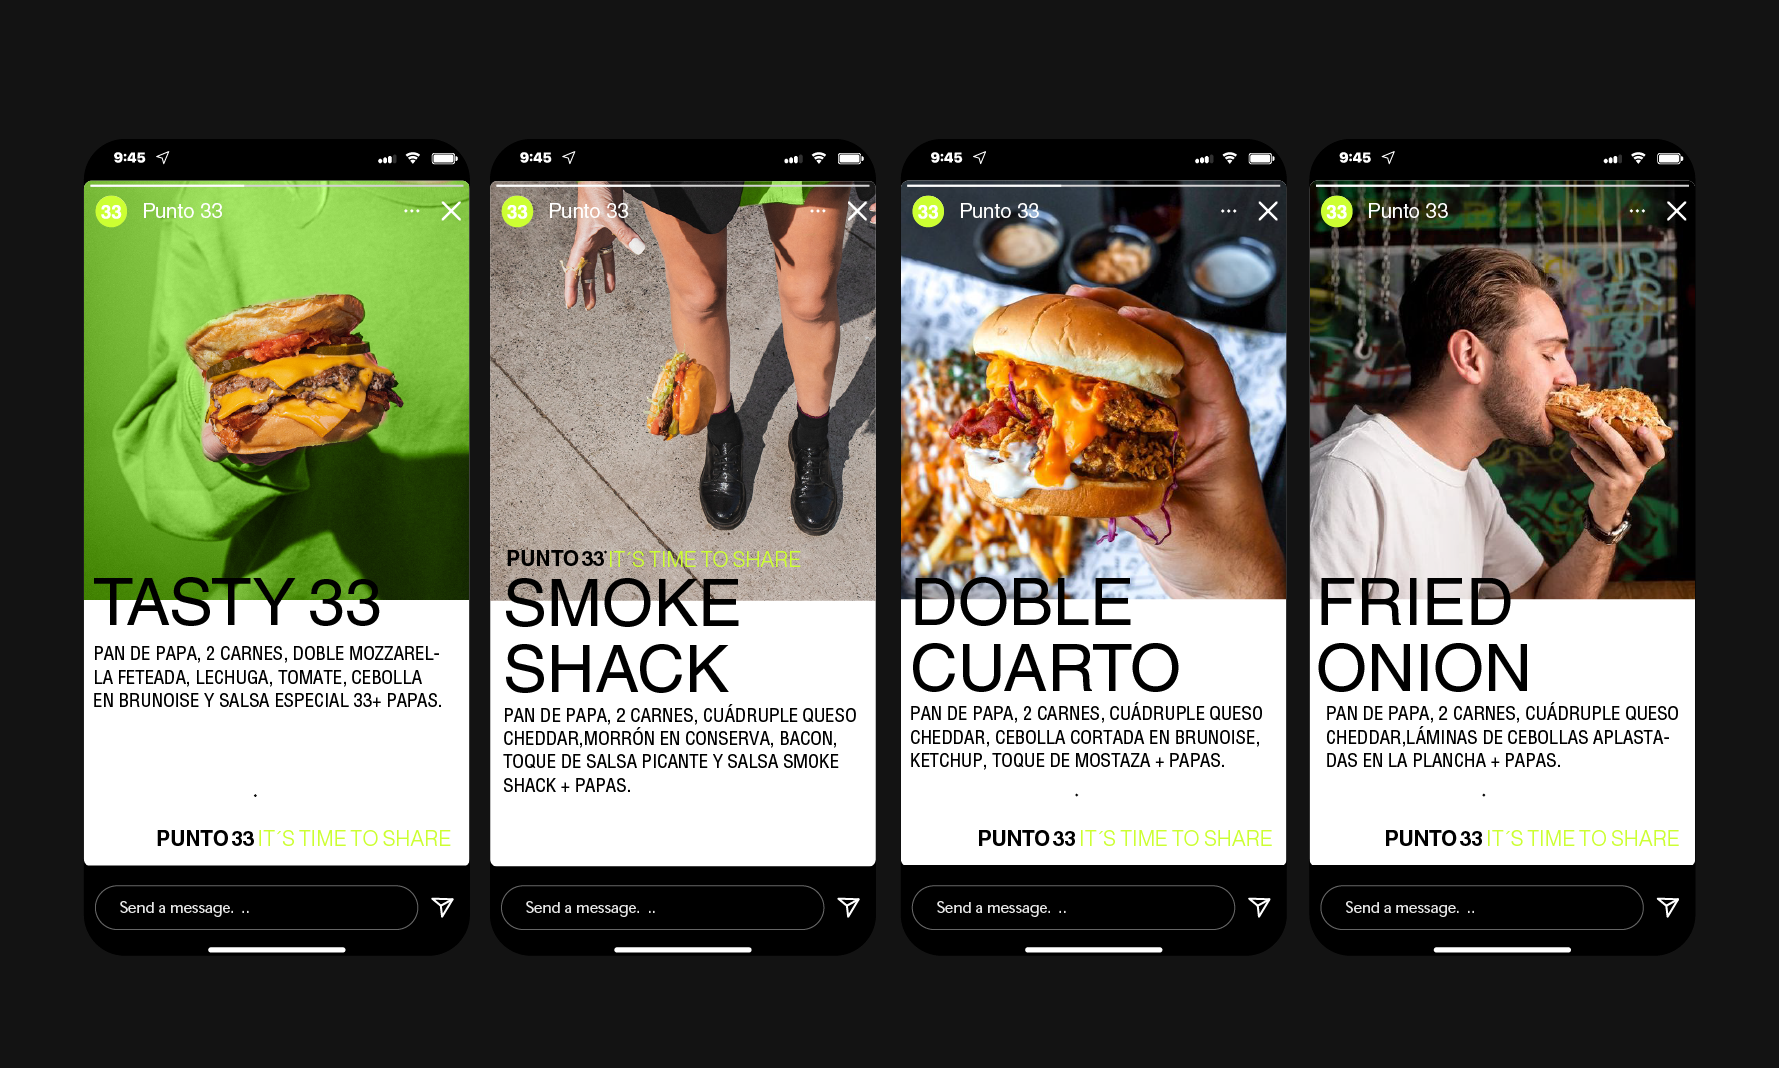 9:45
33 Punto 33
TASTY 33
PAN DE PAPA, 2 CARNES, DOBLE MOZZAREL-
LA FETEADA, LECHUGA, TOMATE, CEBOLLA
EN BRUNOISE Y SALSA ESPECIAL 33+ PAPAS.
.
PUNTO 33 IT´S TIME TO SHARE
Send a message. ..
9:45
33 Punto 33
PUNTO 33 IT´S TIME TO SHARE
SMOKE
SHACK
PAN DE PAPA, 2 CARNES, CUÁDRUPLE QUESO
CHEDDAR,MORRÓN EN CONSERVA, BACON,
TOQUE DE SALSA PICANTE Y SALSA SMOKE
SHACK + PAPAS.
Send a message. ..
9:45
33 Punto 33
DOBLE
CUARTO
PAN DE PAPA, 2 CARNES, CUÁDRUPLE QUESO
CHEDDAR, CEBOLLA CORTADA EN BRUNOISE,
KETCHUP, TOQUE DE MOSTAZA + PAPAS.
.
PUNTO 33 IT´S TIME TO SHARE
Send a message. ..
9:45
33 Punto 33
FRIED
ONION
PAN DE PAPA, 2 CARNES, CUÁDRUPLE QUESO
CHEDDAR,LÁMINAS DE CEBOLLAS APLASTA-
DAS EN LA PLANCHA + PAPAS.
.
PUNTO 33 IT´S TIME TO SHARE
Send a message. ..